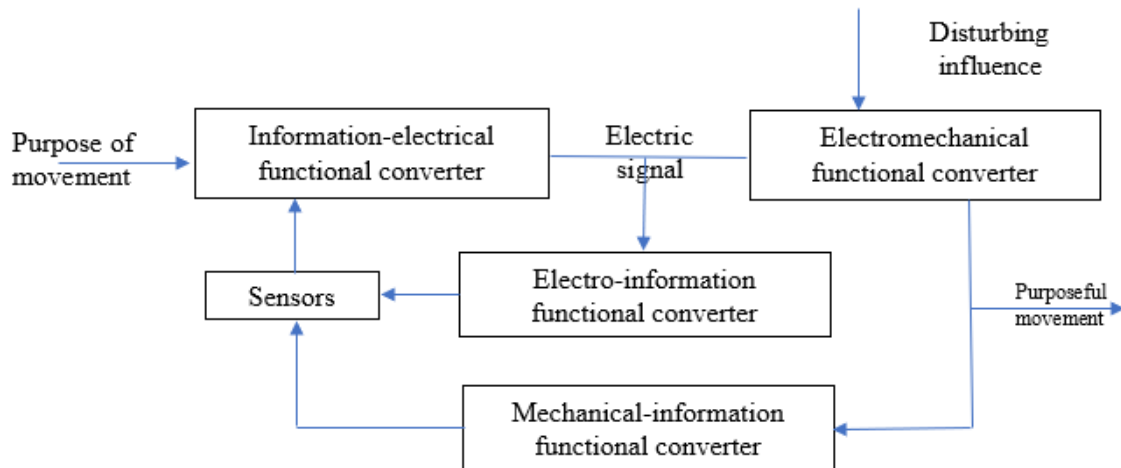 Disturbing
influence
Purpose of
movement
Information-electrical
functional converter
Electric
signal
Electromechanical
functional converter
Sensors
Electro-information
functional converter
Purposeful
movement
Mechanical-information
functional converter